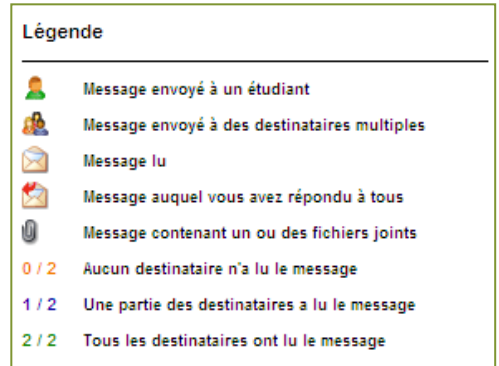 Légende
Message envoyé à un étudiant
Message envoyé à des destinataires multiples
Message lu
Message auquel vous avez répondu à tous
Message contenant un ou des fichiers joints
0 / 2 Aucun destinataire n'a lu le message
1 / 2 Une partie des destinataires a lu le message
2 / 2 Tous les destinataires ont lu le message